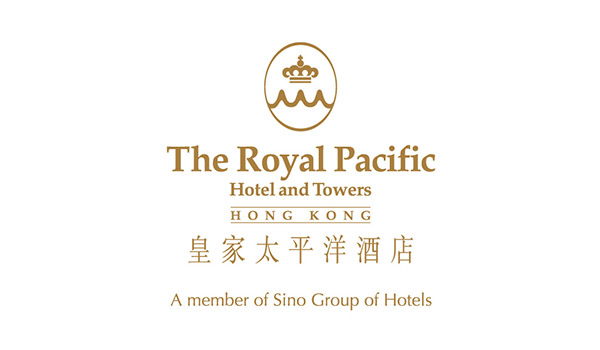 The Royal Pacific
Hotel and Towers
HONG KONG
皇家太平洋酒店
A member of Sino Group of Hotels